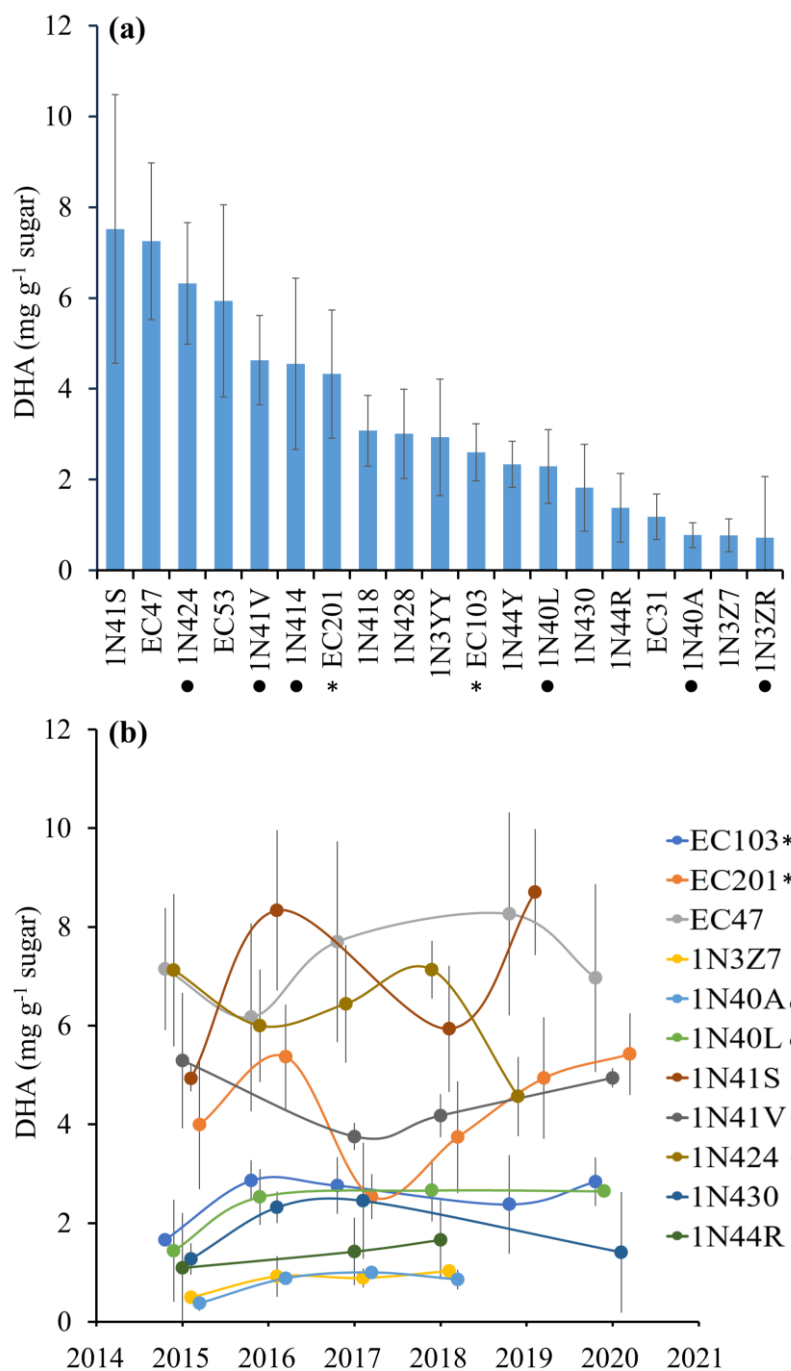 (a)
12
10
8
6
4
2
0
DHA (mg g-1 sugar)
1N41S
EC47
1N424
EC53
1N41V
1N414
EC201
1N418
1N428
1N3YY
EC103
1N44Y
1N40L
1N430
1N44R
EC31
1N40A
1N3Z7
1N3ZR
● ● ● * * ● ● ●
(b)
12
10
8
6
4
2
0
DHA (mg g-1 sugar)
2014 2015 2016 2017 2018 2019 2020 2021
EC103*
EC201*
EC47
1N3Z7
1N40A
1N40L
1N41S
1N41V
1N424
1N430
1N44R